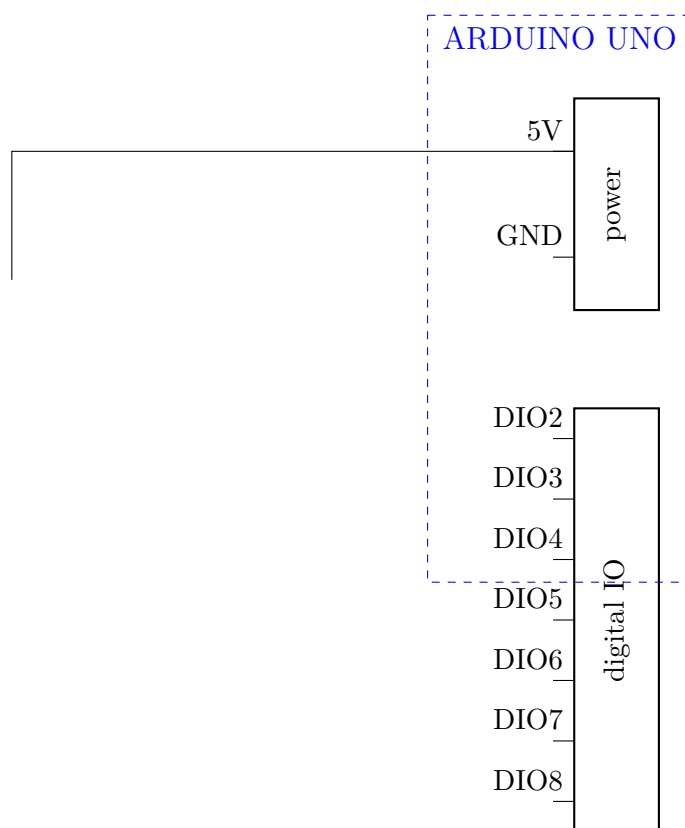 ARDUINO UNO
5V
power
GND
DIO2
DIO3
DIO4
digital IO
DIO5
DIO6
DIO7
DIO8